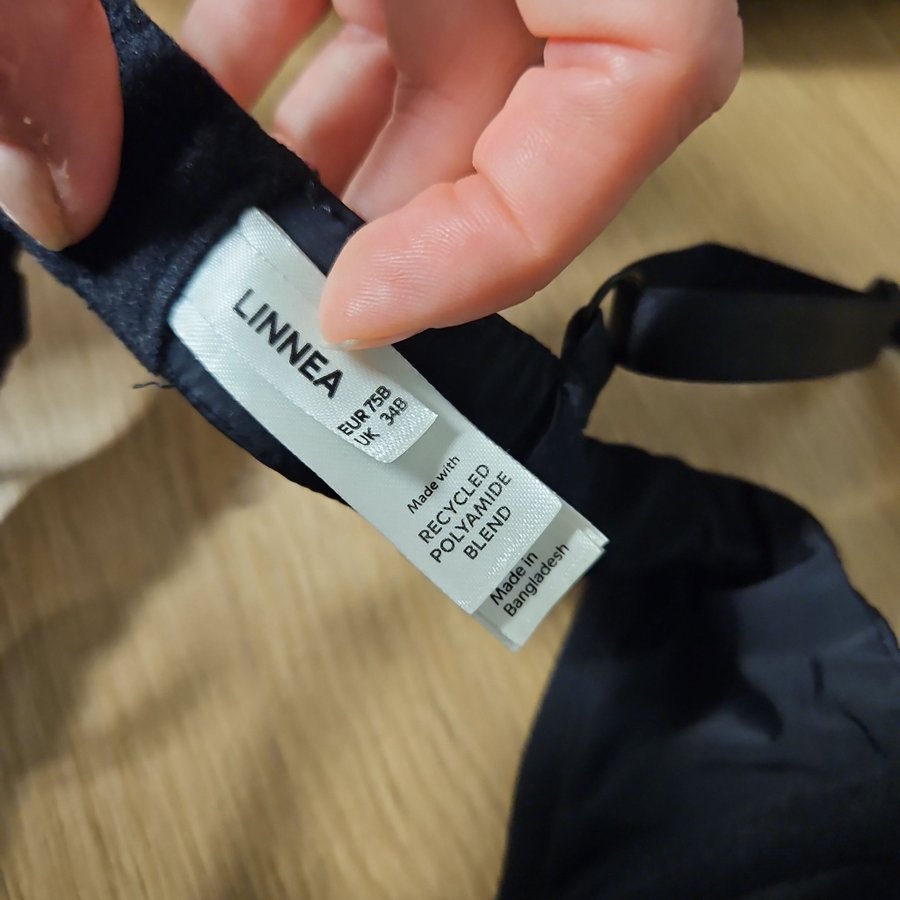 LINNEA
EUR 75B
UK 34B
Made with
RECYCLED
POLYAMIDE
BLEND
Made in
Bangladesh